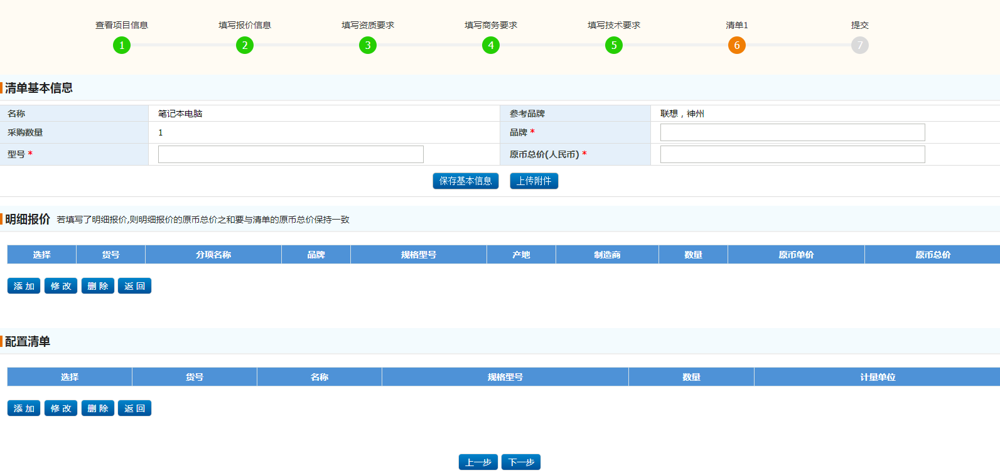 查看项目信息 填写报价信息 填写资质要求 填写商务要求 填写技术要求 清单1 提交
1 2 3 4 5 6 7
清单基本信息
名称 笔记本电脑 参考品牌 联想，神州
采购数量 1 品牌 *
型号 * 原币总价(人民币) *
保存基本信息 上传附件
明细报价 若填写了明细报价,则明细报价的原币总价之和要与清单的原币总价保持一致
选择 货号 分项名称 品牌 规格型号 产地 制造商 数量 原币单价 原币总价
添 加 修 改 删 除 返 回
配置清单
选择 货号 名称 规格型号 数量 计量单位
添 加 修 改 删 除 返 回
上一步 下一步